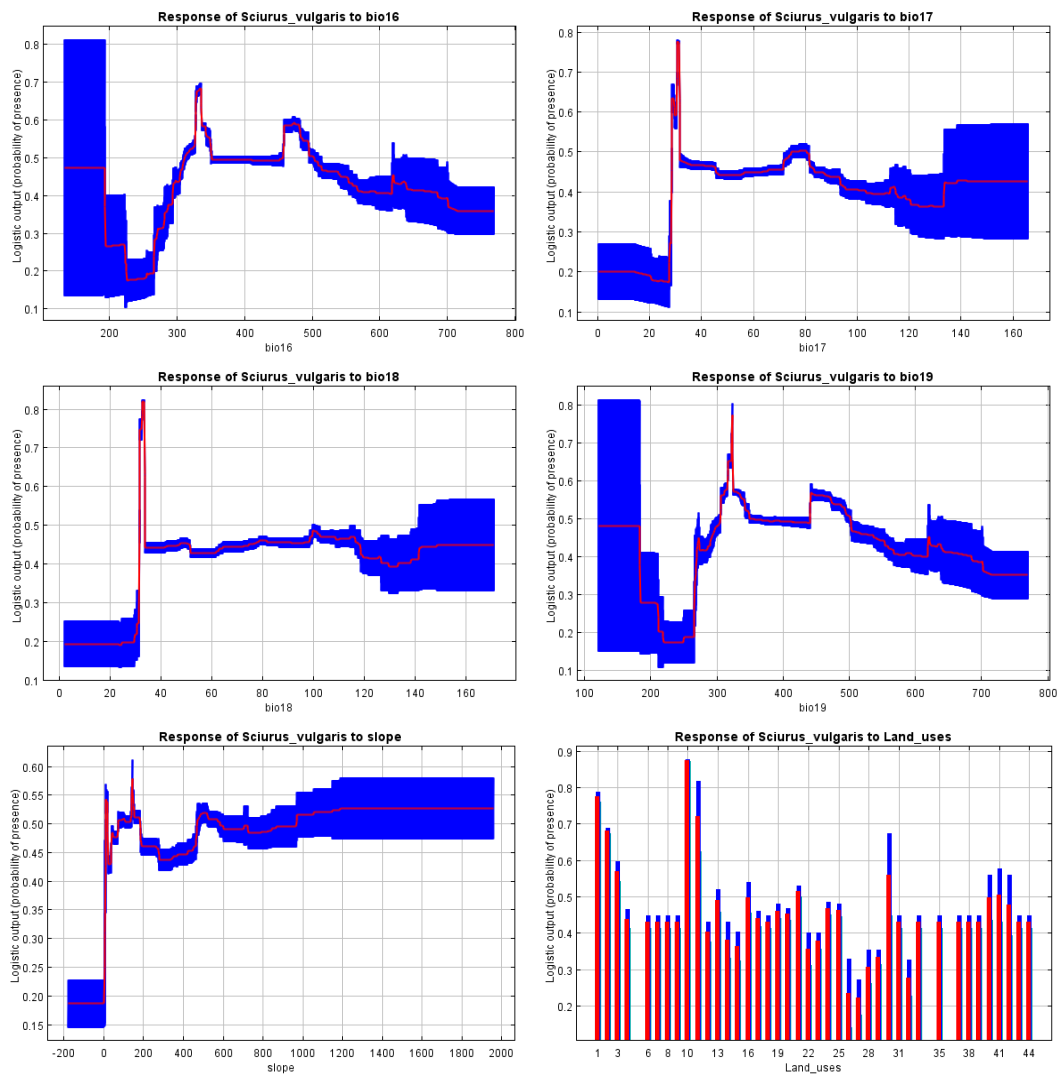 Response of Sciurus_vulgaris to bio16
Logistic output (probability of presence)
0.8
0.7
0.6
0.5
0.4
0.3
0.2
0.1
200 300 400 500 600 700 800
bio16
Response of Sciurus_vulgaris to bio17
Logistic output (probability of presence)
0.8
0.7
0.6
0.5
0.4
0.3
0.2
0.1
0 20 40 60 80 100 120 140 160
bio17
Response of Sciurus_vulgaris to bio18
Logistic output (probability of presence)
0.8
0.7
0.6
0.5
0.4
0.3
0.2
0.1
0 20 40 60 80 100 120 140 160
bio18
Response of Sciurus_vulgaris to bio19
Logistic output (probability of presence)
0.8
0.7
0.6
0.5
0.4
0.3
0.2
0.1
100 200 300 400 500 600 700 800
bio19
Response of Sciurus_vulgaris to slope
Logistic output (probability of presence)
0.60
0.55
0.50
0.45
0.40
0.35
0.30
0.25
0.20
0.15
-200 0 200 400 600 800 1000 1200 1400 1600 1800 2000
slope
Response of Sciurus_vulgaris to Land_uses
Logistic output (probability of presence)
0.9
0.8
0.7
0.6
0.5
0.4
0.3
0.2
1 3 6 8 10 13 16 19 22 25 28 31 35 38 41 44
Land_uses